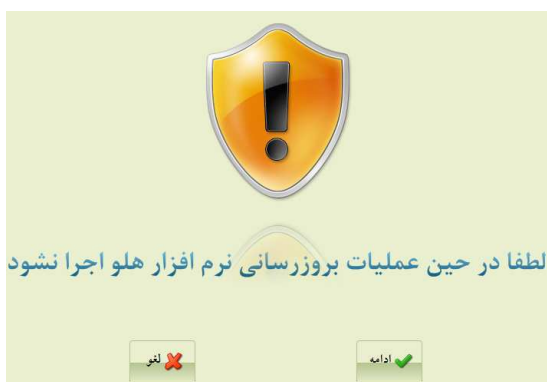 لطفا در حین عملیات بروزرسانی نرم افزار هلو اجرا نشود
ادامه
لغو